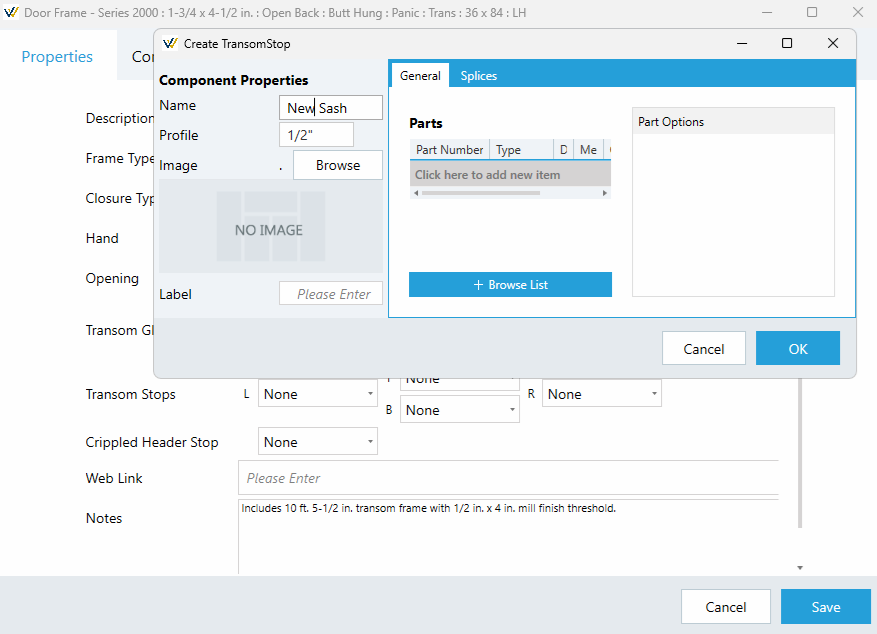 Door Frame - Series 2000 : 1-3/4 x 4-1/2 in. : Open Back : Butt Hung : Panic : Trans : 36 x 84 : LH
Properties
Create TransomStop
Component Properties
Name
New Sash
Profile
1/2"
Image
.
Browse
NO IMAGE
Label
Please Enter
General
Splices
Parts
Part Number Type D Me
Click here to add new item
+ Browse List
Part Options
Cancel
OK
Description
Frame Type
Closure Typ
Hand
Opening
Transom Gl
Transom Stops
L None
None
B None
R None
Crippled Header Stop
None
Web Link
Please Enter
Notes
Includes 10 ft. 5-1/2 in. transom frame with 1/2 in. x 4 in. mill finish threshold.
Cancel
Save